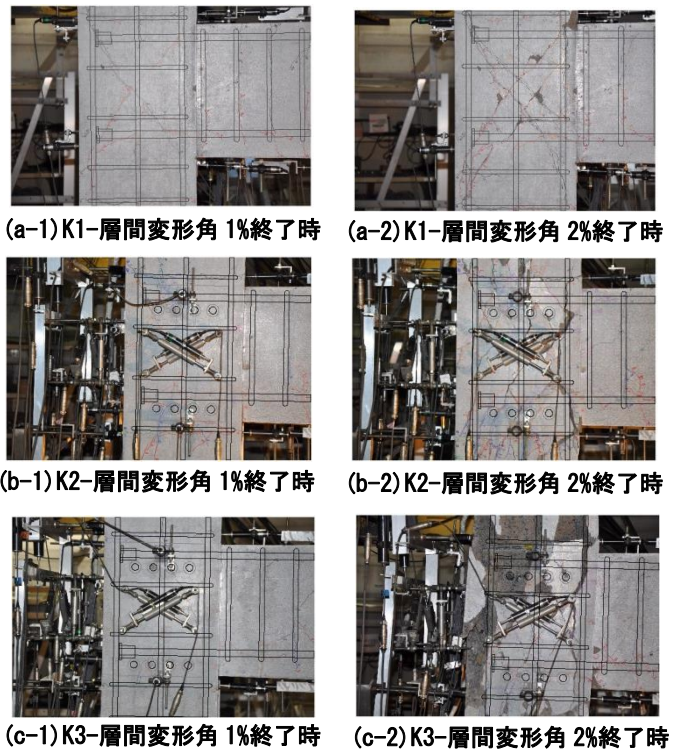 (a-1)K1-層間変形角 1%終了時
(a-2)K1-層間変形角 2%終了時
(b-1)K2-層間変形角 1%終了時
(b-2)K2-層間変形角 2%終了時
(c-1)K3-層間変形角 1%終了時
(c-2)K3-層間変形角 2%終了時